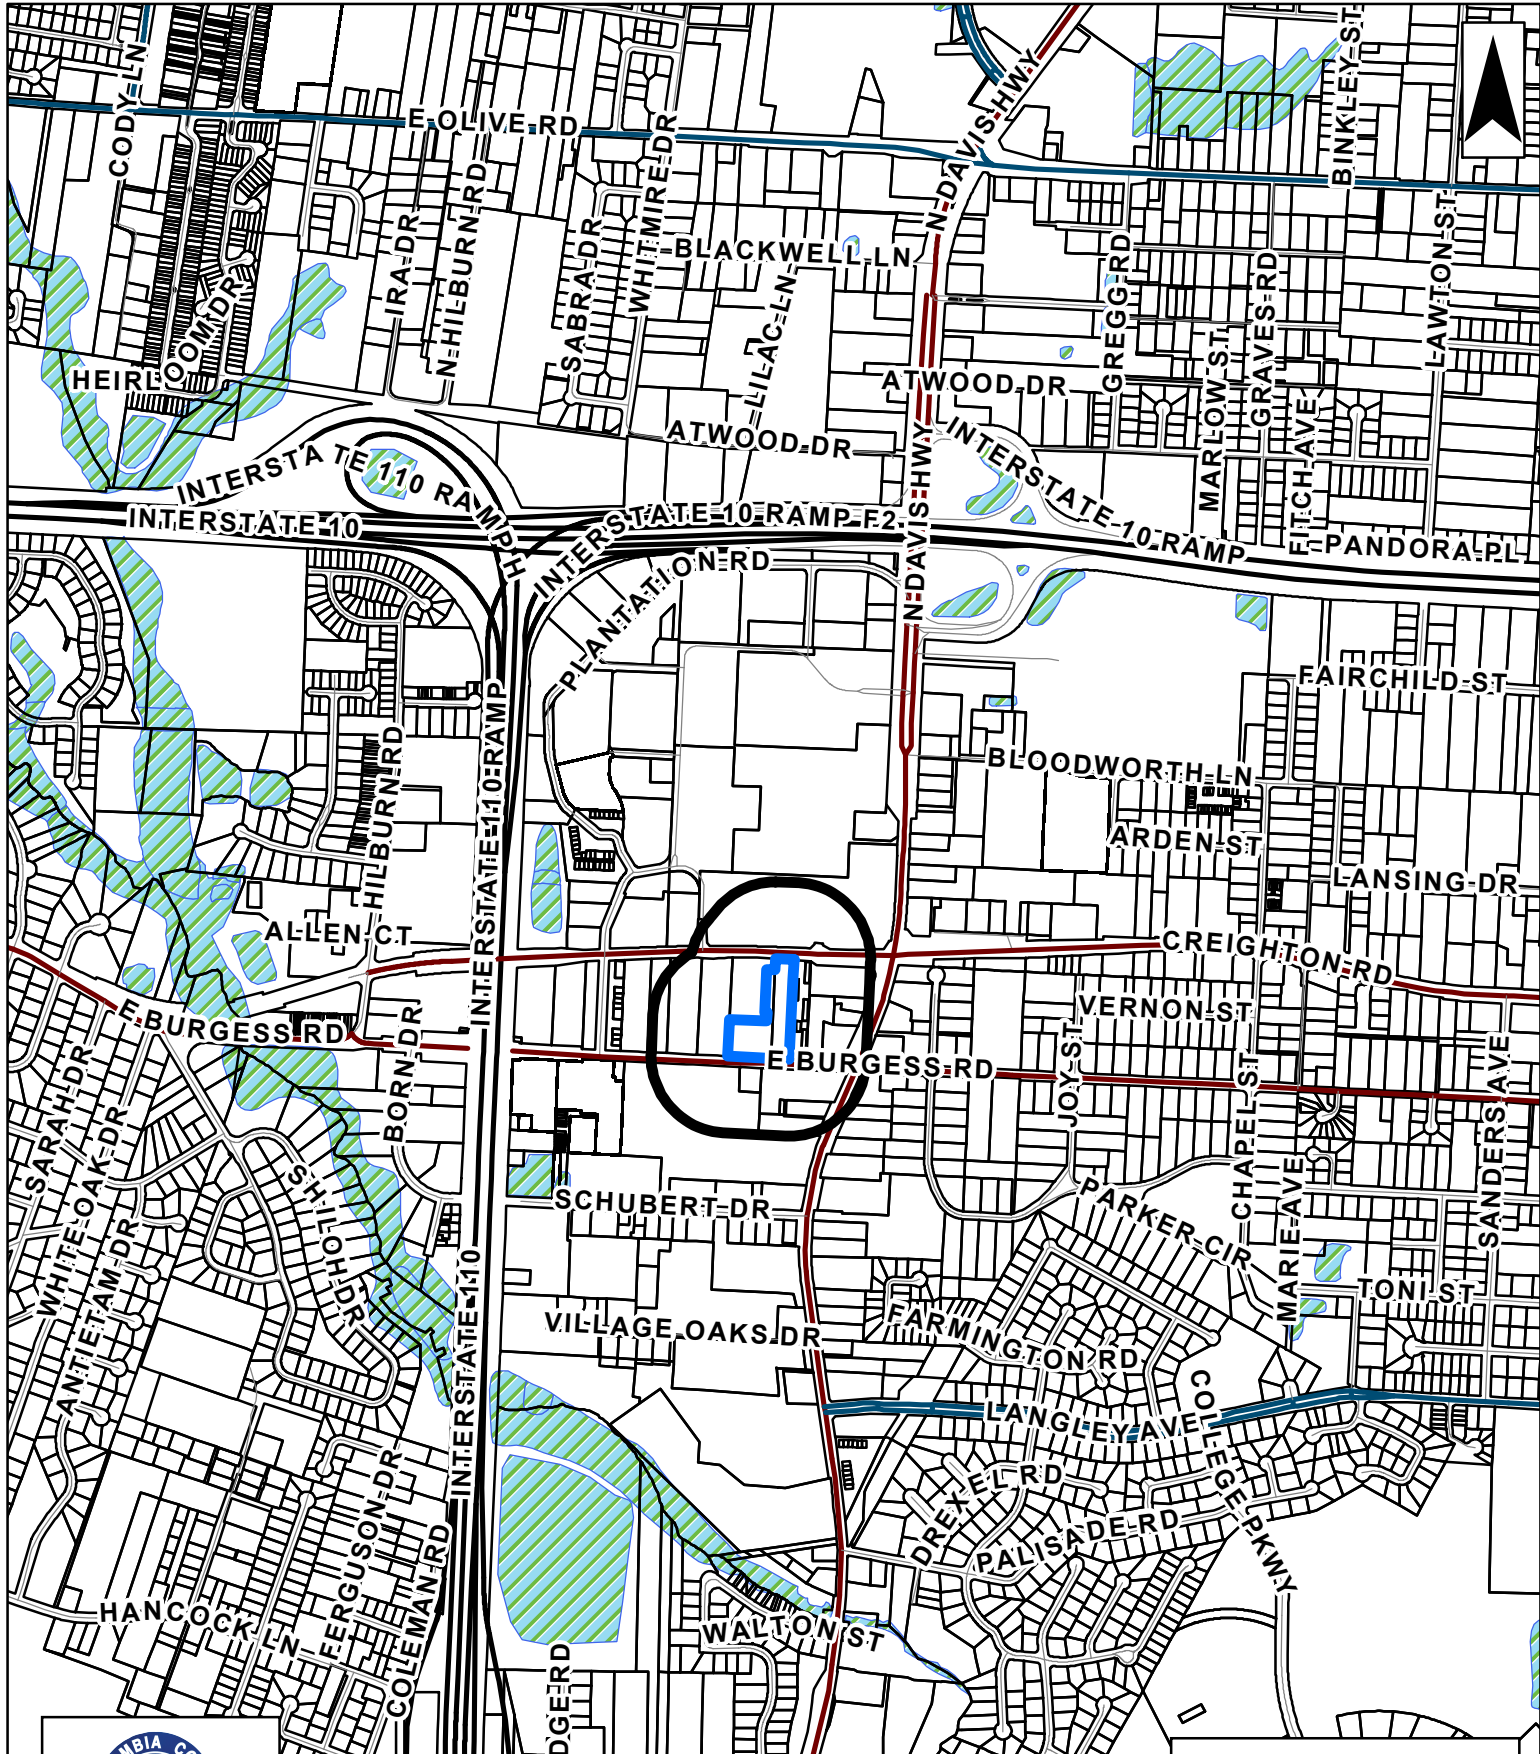 CODY LN
E OLIVE RD
N DAVIS HWY
BINKLEY ST
WHITMIRE DR
N HILBURN RD
IRA DR
SABRA DR
BLACKWELL LN
LILAC LN
GREGG RD
GRAVES RD
LAWTON ST
MARLOW ST
HEIRLOOM DR
ATWOOD DR
ATWOOD DR
FITCH AVE
INTERSTATE 110 RAMP H
INTERSTATE 10 RAMP
INTERSTATE 10
INTERSTATE 10 RAMP F2
N DAVIS HWY
PANDORA PL
PLANTATION RD
FAIRCHILD ST
INTERSTATE 110 RAMP
HILBURN RD
BLOODWORTH LN
ARDEN ST
LANSING DR
ALLEN CT
CREIGHTON RD
E BURGESS RD
VERNON ST
BORN DR
E BURGESS RD
JOY ST
CHAPEL ST
SANDERS AVE
SARAH DR
WHITE OAK DR
SHILOH DR
SCHUBERT DR
PARKER CIR
MARIE AVE
ANTIETAM DR
TONI ST
INTERSTATE 110
VILLAGE OAKS DR
FARMINGTON RD
LANGLEY AVE
COLLEGE PKWY
DREXEL RD
PALISADE RD
FERGUSON DR
COLEMAN RD
HANCOCK LN
WALTON ST
DGE RD
MBIA CO